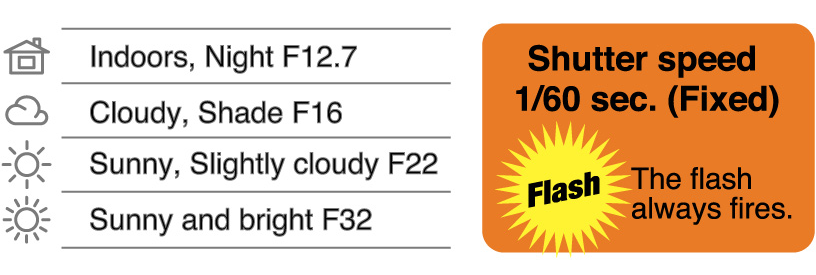 Indoors, Night F12.7
Cloudy, Shade F16
Sunny, Slightly cloudy F22
Sunny and bright F32
Shutter speed
1/60 sec. (Fixed)
Flash
The flash
always fires.